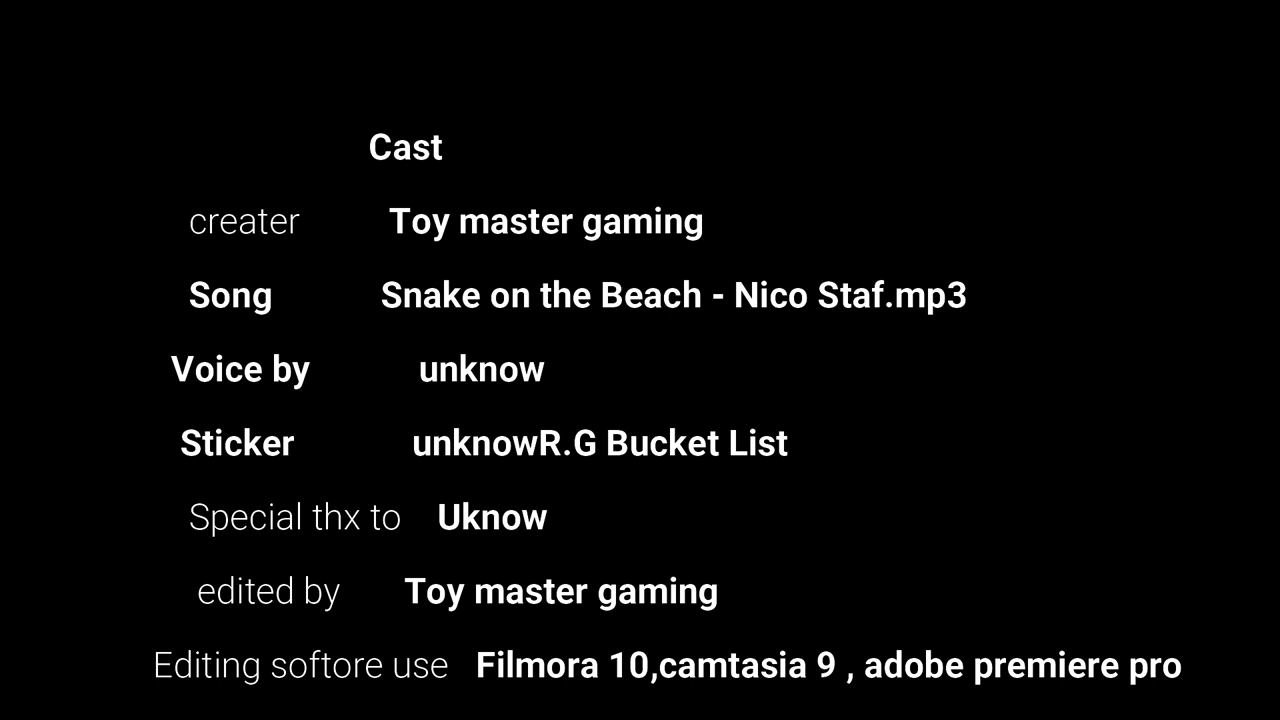 Cast
creater Toy master gaming
Song Snake on the Beach - Nico Staf.mp3
Voice by unknow
Sticker unknowR.G Bucket List
Special thx to Uknow
edited by Toy master gaming
Editing softore use Filmora 10,camtasia 9 , adobe premiere pro